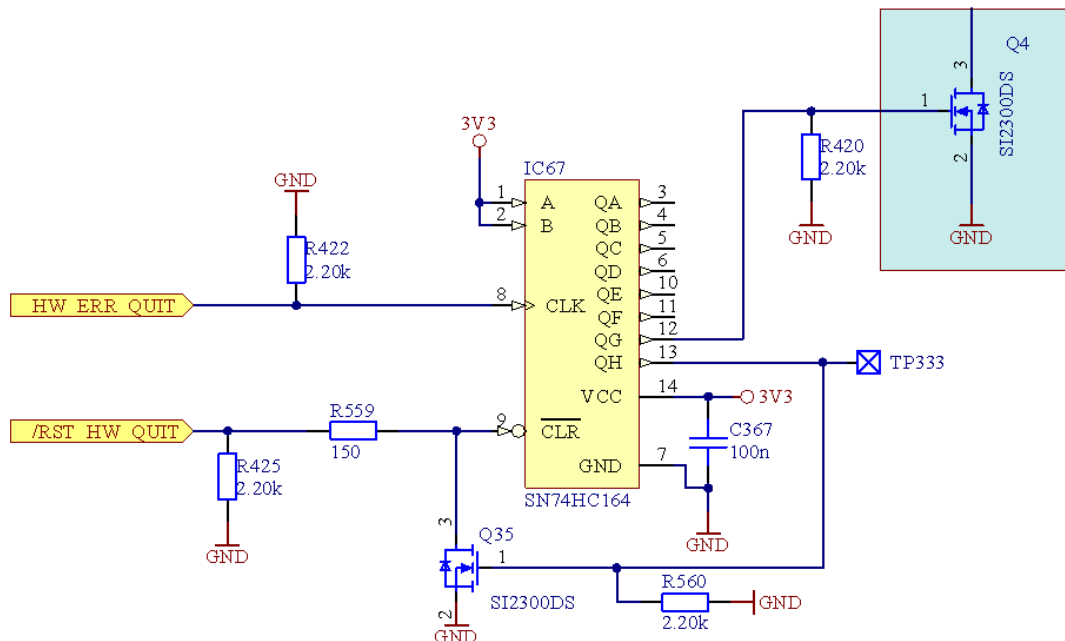 Q4
3
1
SI2300DS
2
GND
R420
2.20k
GND
3V3
IC67
1
A
2
B
8
CLK
9
CLR
QA
3
QB
4
QC
5
QD
6
QE
10
QF
11
QG
12
QH
13
VCC
14
GND
7
SN74HC164
GND
R422
2.20k
HW ERR QUIT
/RST HW QUIT
R559
150
R425
2.20k
GND
TP333
3V3
C367
100n
GND
Q35
3
1
2
SI2300DS
GND
R560
2.20k
GND